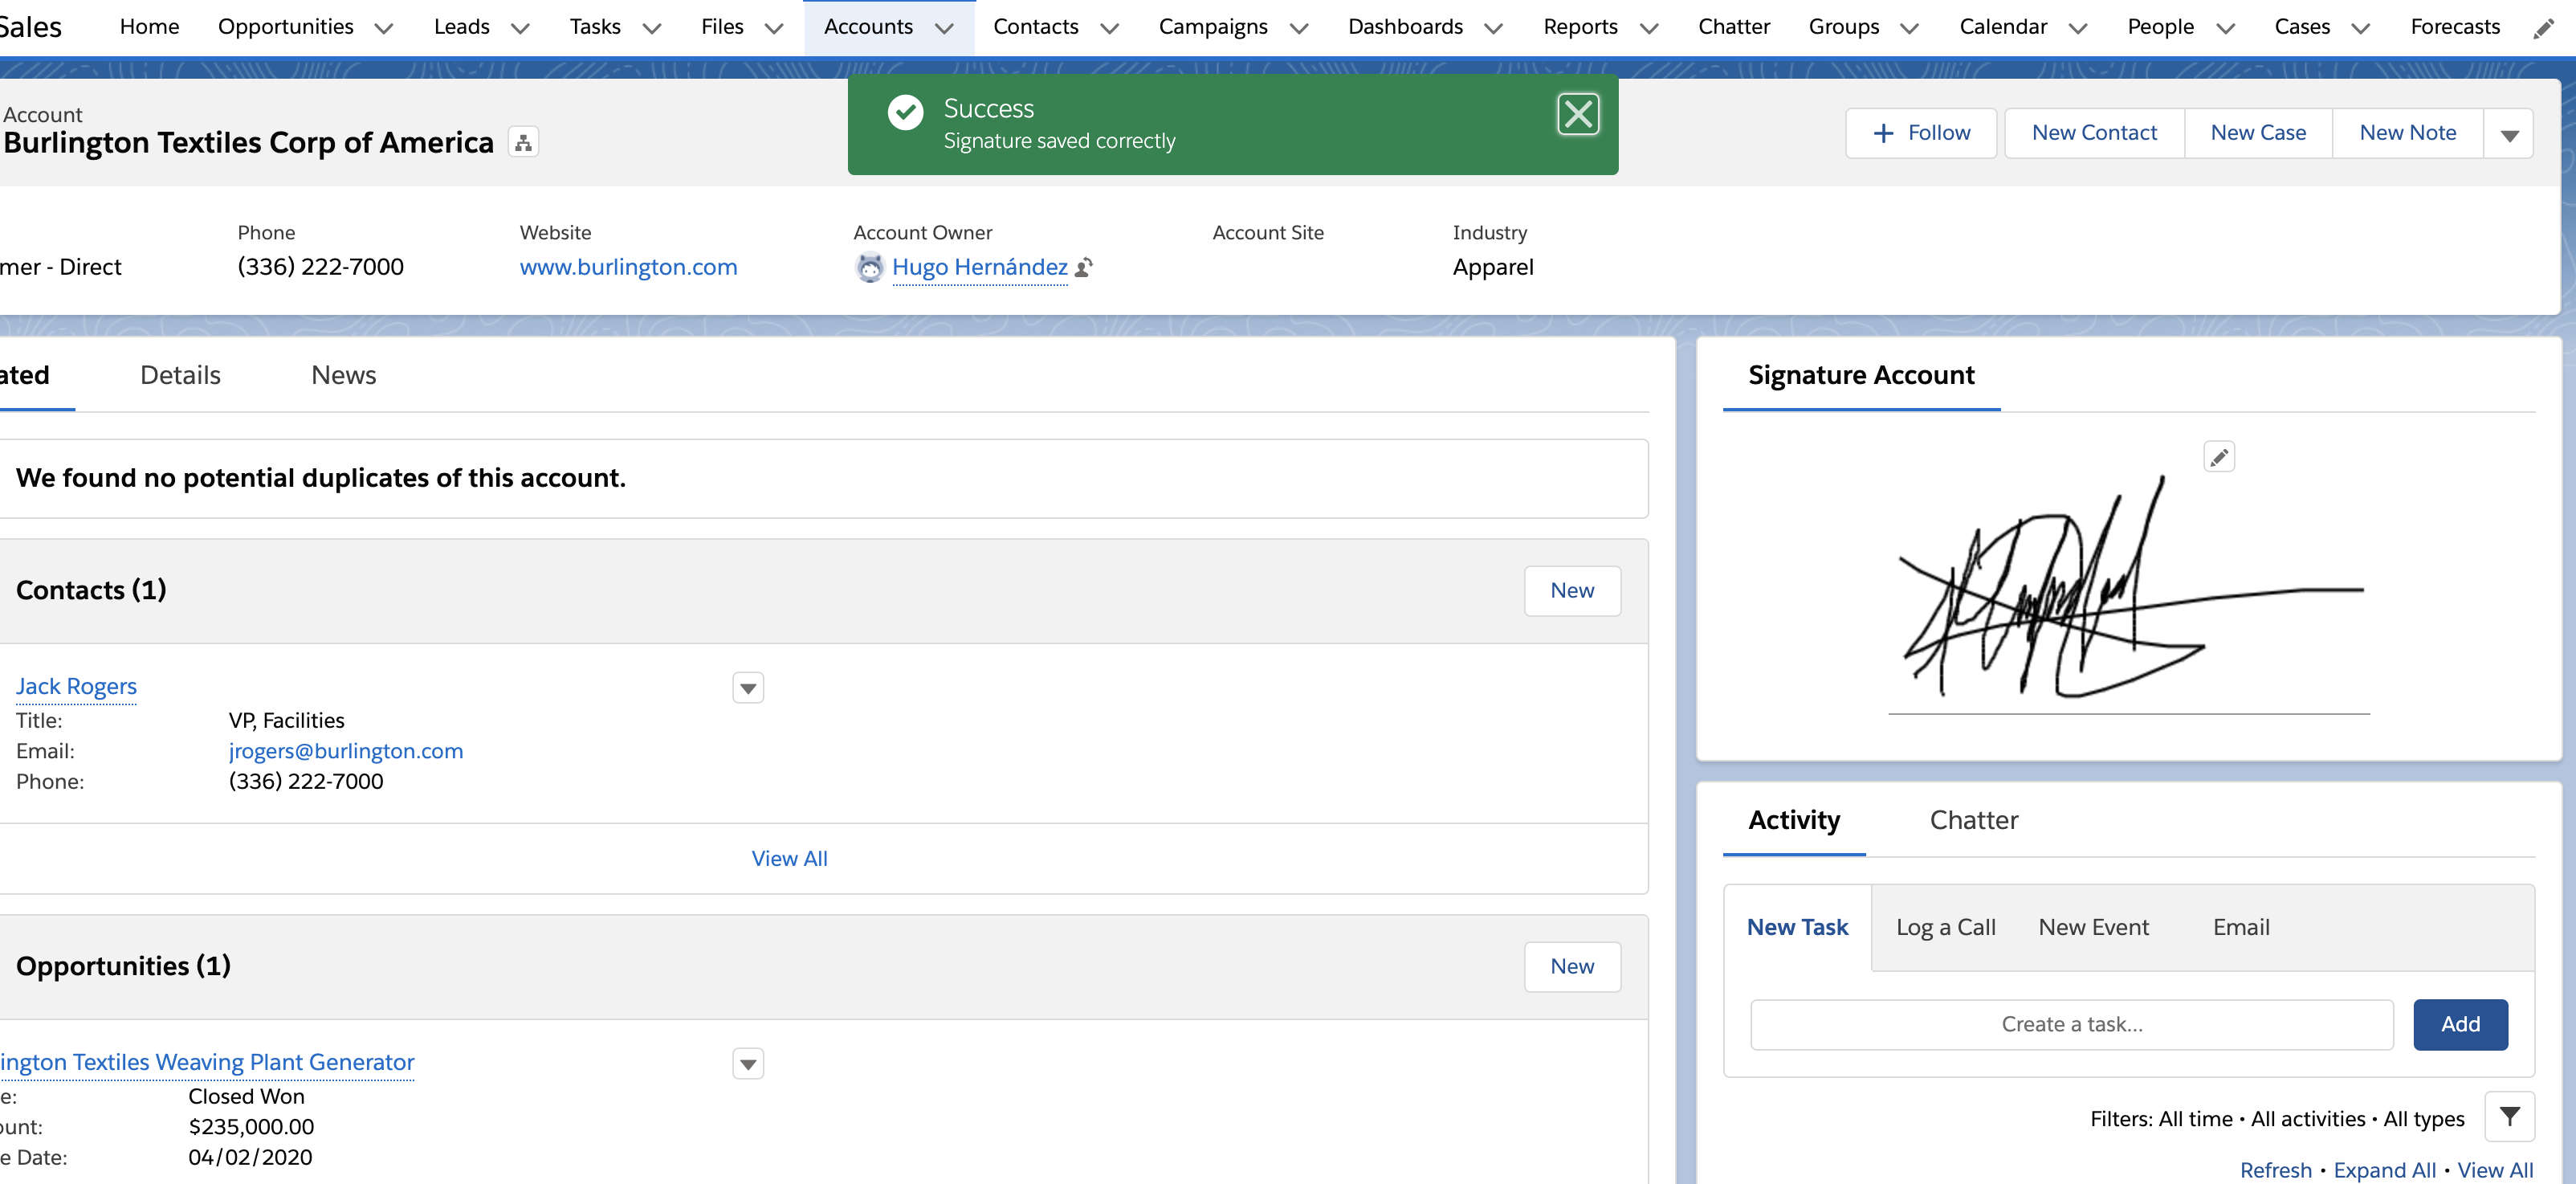 Sales Home Opportunities Leads Tasks Files Accounts Contacts Campaigns Dashboards Reports Chatter Groups Calendar People Cases Forecasts
Success
Signature saved correctly
Account
Burlington Textiles Corp of America
Follow New Contact New Case New Note
Phone Website Account Owner Account Site Industry
mer - Direct (336) 222-7000 www.burlington.com Hugo Hernández Apparel
ated Details News
We found no potential duplicates of this account.
Contacts (1) New
Jack Rogers
Title: VP, Facilities
Email: jrogers@burlington.com
Phone: (336) 222-7000
View All
Opportunities (1) New
ington Textiles Weaving Plant Generator
e: Closed Won
ount: $235,000.00
e Date: 04/02/2020
Signature Account
Activity Chatter
New Task Log a Call New Event Email
Create a task... Add
Filters: All time • All activities • All types
Refresh • Expand All • View All